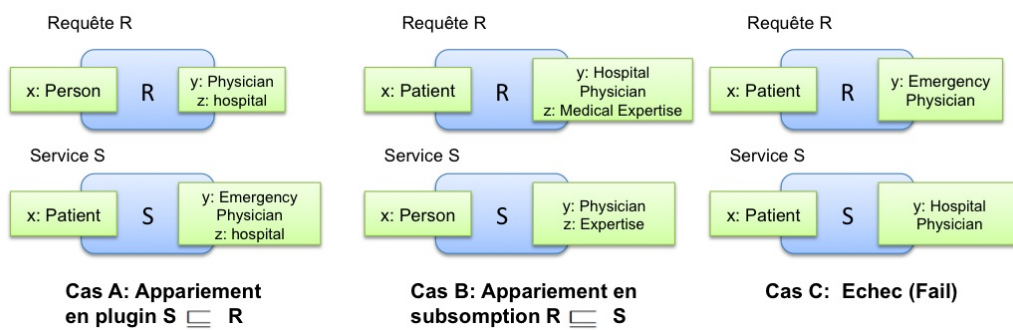 Requête R
x: Person
R
y: Physician
z: hospital
Service S
x: Patient
S
y: Emergency
Physician
z: hospital
Cas A: Appariement
en plugin S ⊑ R
Requête R
x: Patient
R
y: Hospital
Physician
z: Medical Expertise
Service S
x: Person
S
y: Physician
z: Expertise
Cas B: Appariement en
subsomption R ⊑ S
Requête R
x: Patient
R
y: Emergency
Physician
Service S
x: Patient
S
y: Hospital
Physician
Cas C: Echec (Fail)